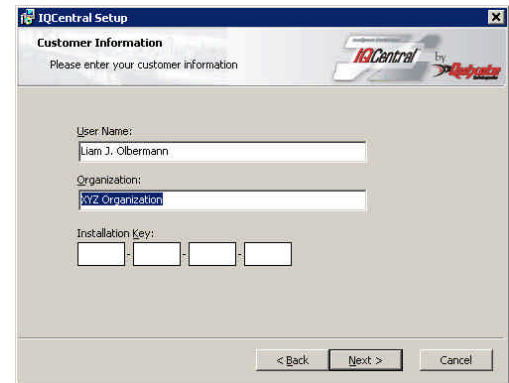 IQCentral Setup
Customer Information
Please enter your customer information
IQCentral by
User Name:
Liam J. Olbermann
Organization:
XYZ Organization
Installation Key:
- - -
< Back
Next >
Cancel